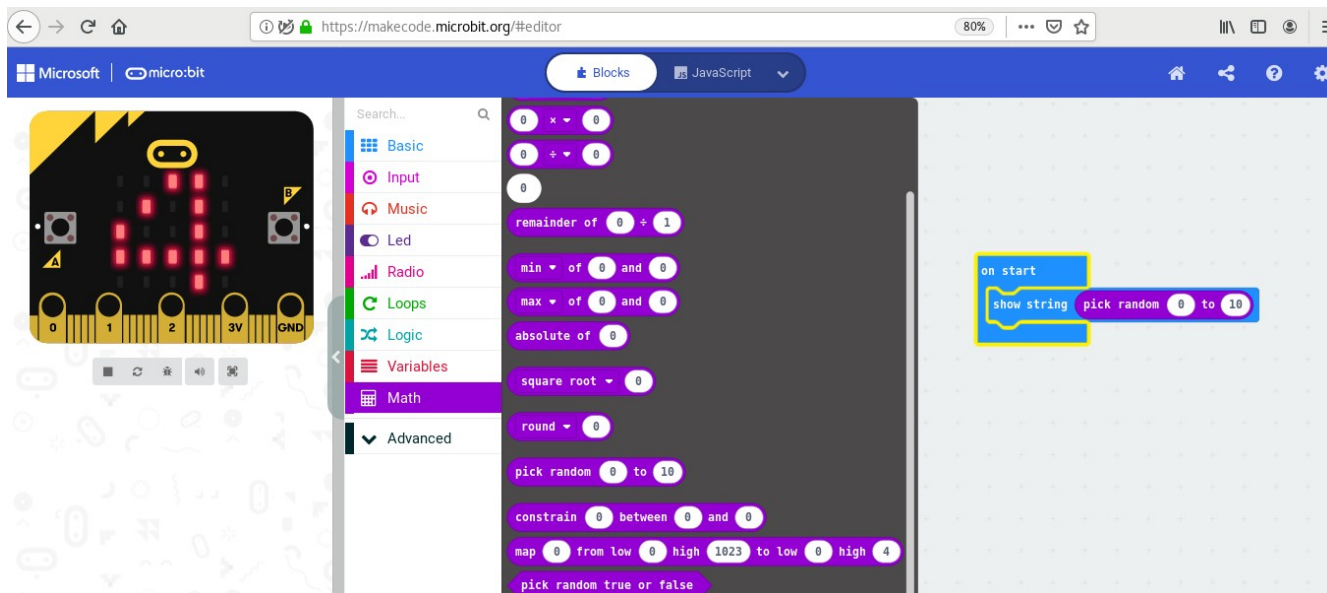 https://makecode.microbit.org/#editor 80%
Microsoft micro:bit Blocks JS JavaScript
A
B
0 1 2 3V GND
Search...
Basic
Input
Music
Led
Radio
Loops
Logic
Variables
Math
Advanced
0 × 0
0 ÷ 0
0
remainder of 0 ÷ 1
min of 0 and 0
max of 0 and 0
absolute of 0
square root 0
round 0
pick random 0 to 10
constrain 0 between 0 and 0
map 0 from low 0 high 1023 to low 0 high 4
pick random true or false
on start
show string pick random 0 to 10